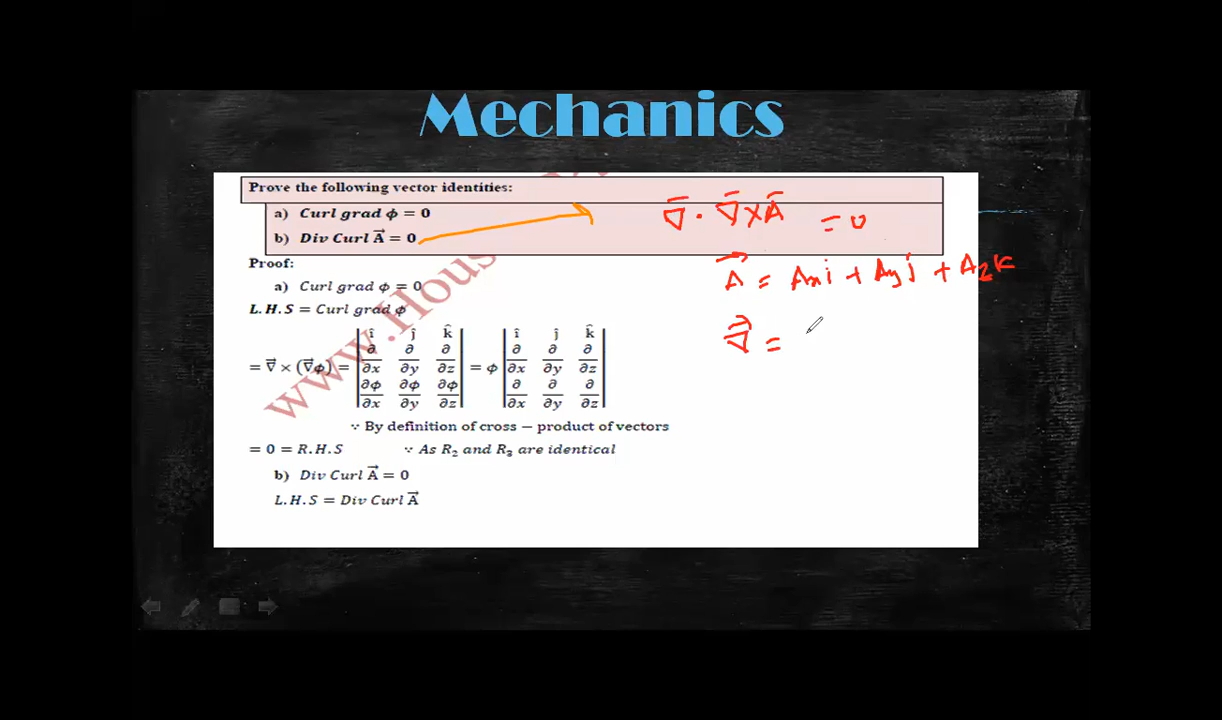 Mechanics
Prove the following vector identities:
a) Curl grad ϕ = 0
b) Div Curl A⃗ = 0
∇̄ · ∇̄ × Ā = 0
A⃗ = Axi + Ayj + Azk
∇⃗ =
Proof:
a) Curl grad ϕ = 0
L.H.S = Curl grad ϕ
= ∇⃗ × (∇⃗ϕ) = | î ĵ k̂ ; ∂/∂x ∂/∂y ∂/∂z ; ∂ϕ/∂x ∂ϕ/∂y ∂ϕ/∂z | = ϕ | î ĵ k̂ ; ∂/∂x ∂/∂y ∂/∂z ; ∂/∂x ∂/∂y ∂/∂z |
∵ By definition of cross − product of vectors
= 0 = R.H.S ∵ As R₂ and R₃ are identical
b) Div Curl A⃗ = 0
L.H.S = Div Curl A⃗
www.Hous